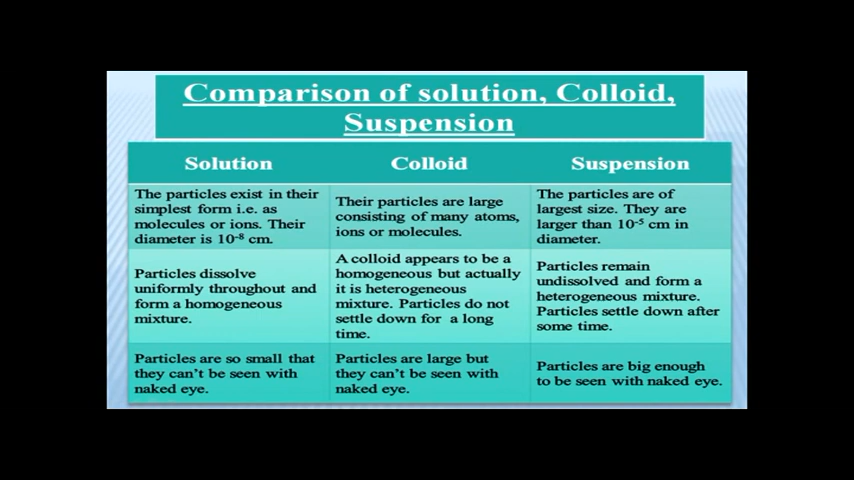 Comparison of solution, Colloid,
Suspension
Solution
Colloid
Suspension
The particles exist in their
simplest form i.e. as
molecules or ions. Their
diameter is 10⁻⁸ cm.
Their particles are large
consisting of many atoms,
ions or molecules.
The particles are of
largest size. They are
larger than 10⁻⁵ cm in
diameter.
Particles dissolve
uniformly throughout and
form a homogeneous
mixture.
A colloid appears to be a
homogeneous but actually
it is heterogeneous
mixture. Particles do not
settle down for a long
time.
Particles remain
undissolved and form a
heterogeneous mixture.
Particles settle down after
some time.
Particles are so small that
they can't be seen with
naked eye.
Particles are large but
they can't be seen with
naked eye.
Particles are big enough
to be seen with naked eye.